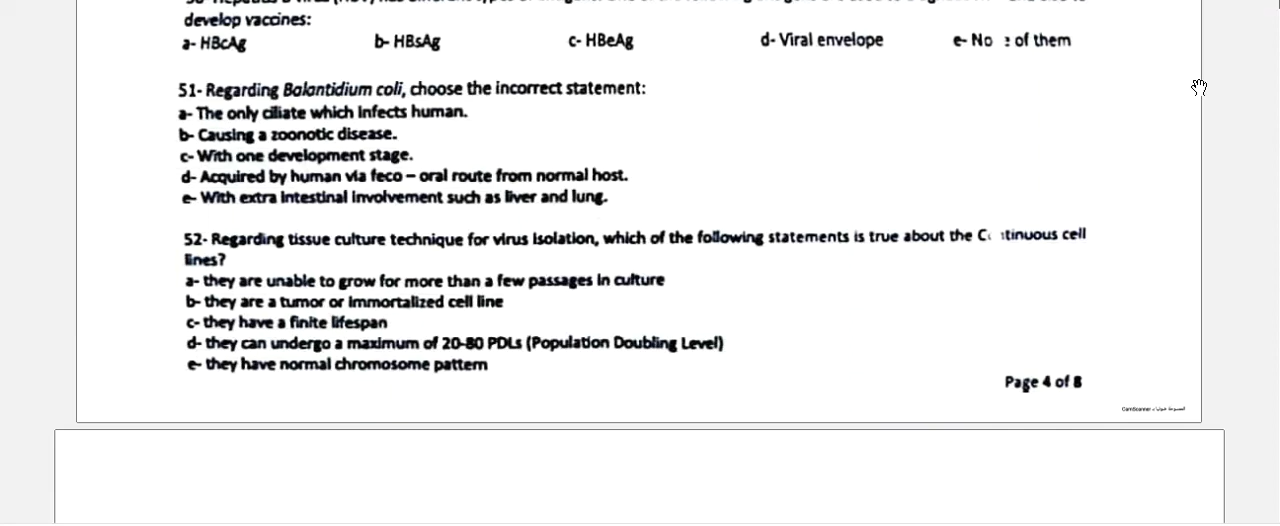 develop vaccines:
a- HBcAg b- HBsAg c- HBeAg d- Viral envelope e- No e of them
51- Regarding Balantidium coli, choose the incorrect statement:
a- The only ciliate which infects human.
b- Causing a zoonotic disease.
c- With one development stage.
d- Acquired by human via feco – oral route from normal host.
e- With extra intestinal involvement such as liver and lung.
52- Regarding tissue culture technique for virus isolation, which of the following statements is true about the C tinuous cell
lines?
a- they are unable to grow for more than a few passages in culture
b- they are a tumor or immortalized cell line
c- they have a finite lifespan
d- they can undergo a maximum of 20-80 PDLs (Population Doubling Level)
e- they have normal chromosome pattern
Page 4 of 8
CamScanner